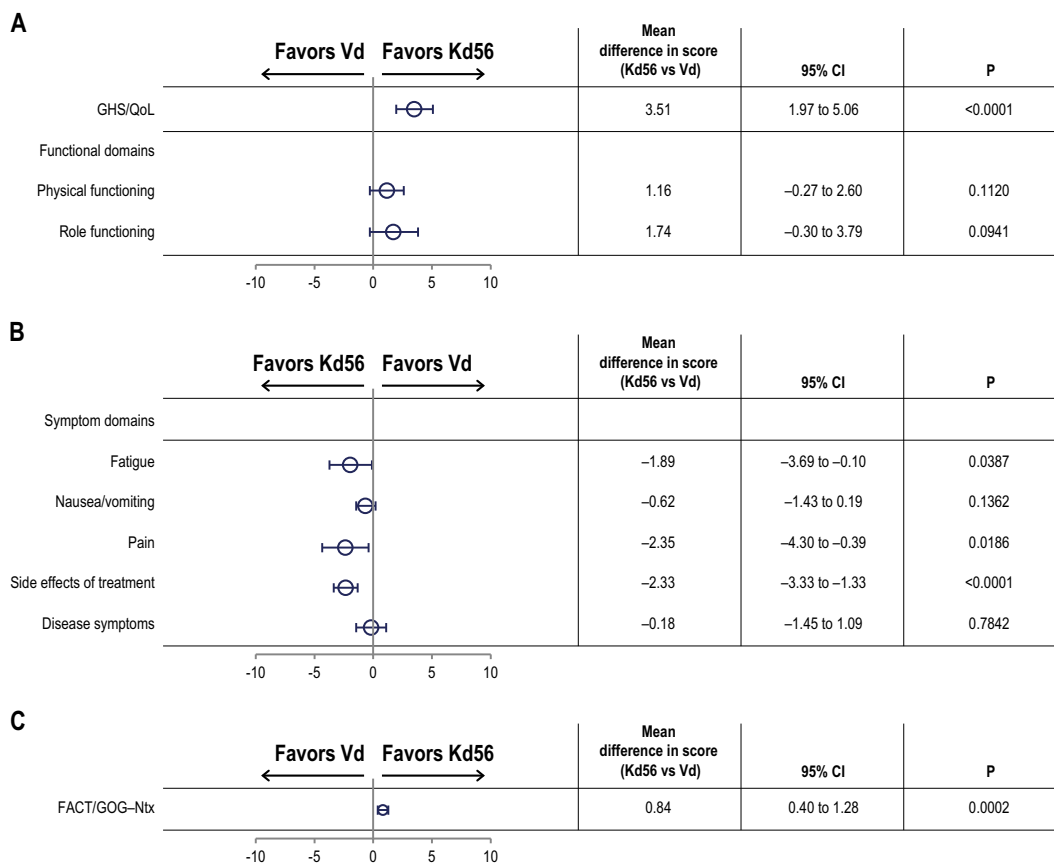 A
Favors Vd Favors Kd56
Mean
difference in score
(Kd56 vs Vd) 95% CI P
GHS/QoL 3.51 1.97 to 5.06 <0.0001
Functional domains
Physical functioning 1.16 –0.27 to 2.60 0.1120
Role functioning 1.74 –0.30 to 3.79 0.0941
-10 -5 0 5 10
B
Favors Kd56 Favors Vd
Mean
difference in score
(Kd56 vs Vd) 95% CI P
Symptom domains
Fatigue –1.89 –3.69 to –0.10 0.0387
Nausea/vomiting –0.62 –1.43 to 0.19 0.1362
Pain –2.35 –4.30 to –0.39 0.0186
Side effects of treatment –2.33 –3.33 to –1.33 <0.0001
Disease symptoms –0.18 –1.45 to 1.09 0.7842
-10 -5 0 5 10
C
Favors Vd Favors Kd56
Mean
difference in score
(Kd56 vs Vd) 95% CI P
FACT/GOG–Ntx 0.84 0.40 to 1.28 0.0002
-10 -5 0 5 10